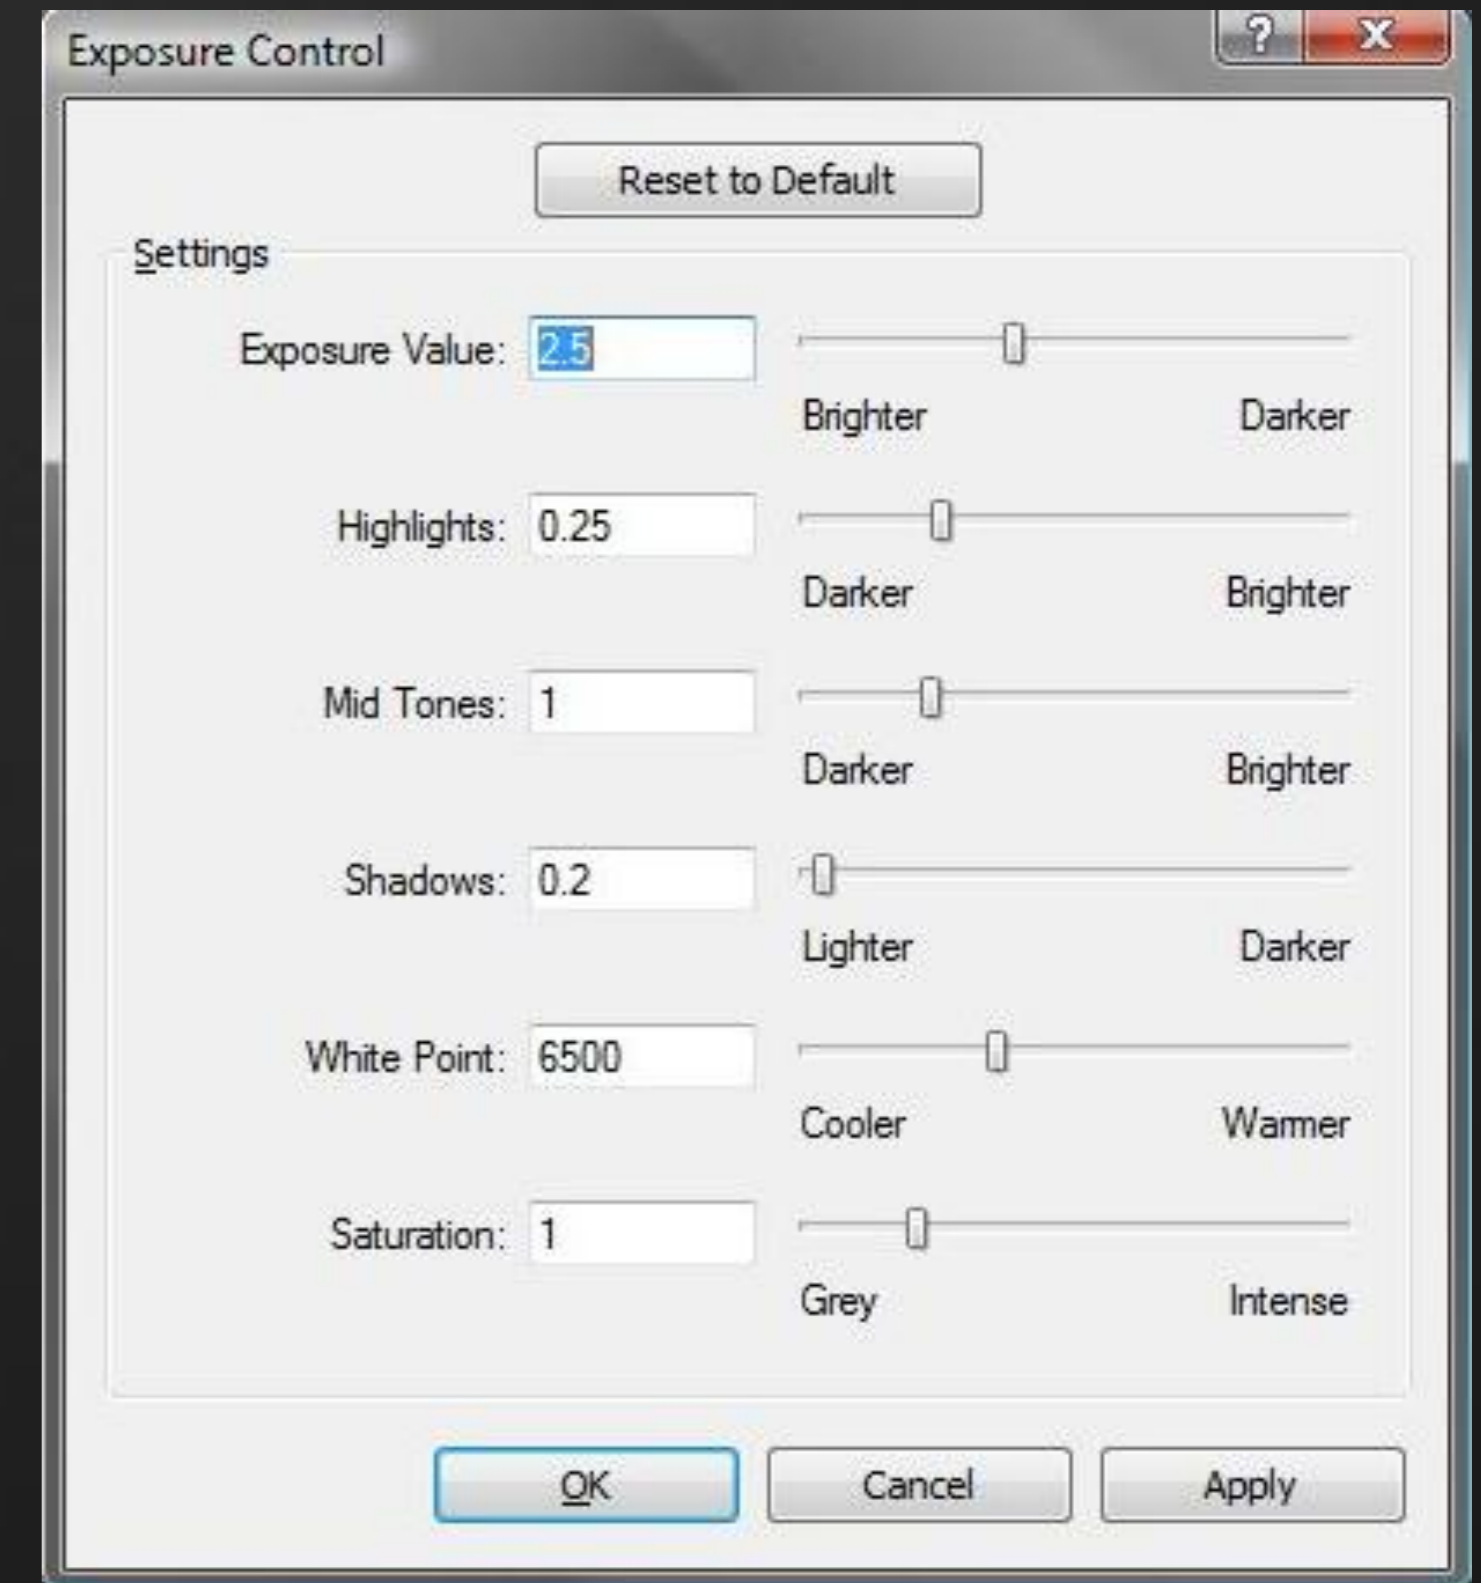 Exposure Control
?
X
Reset to Default
Settings
Exposure Value: 2.5
Brighter Darker
Highlights: 0.25
Darker Brighter
Mid Tones: 1
Darker Brighter
Shadows: 0.2
Lighter Darker
White Point: 6500
Cooler Warmer
Saturation: 1
Grey Intense
OK Cancel Apply